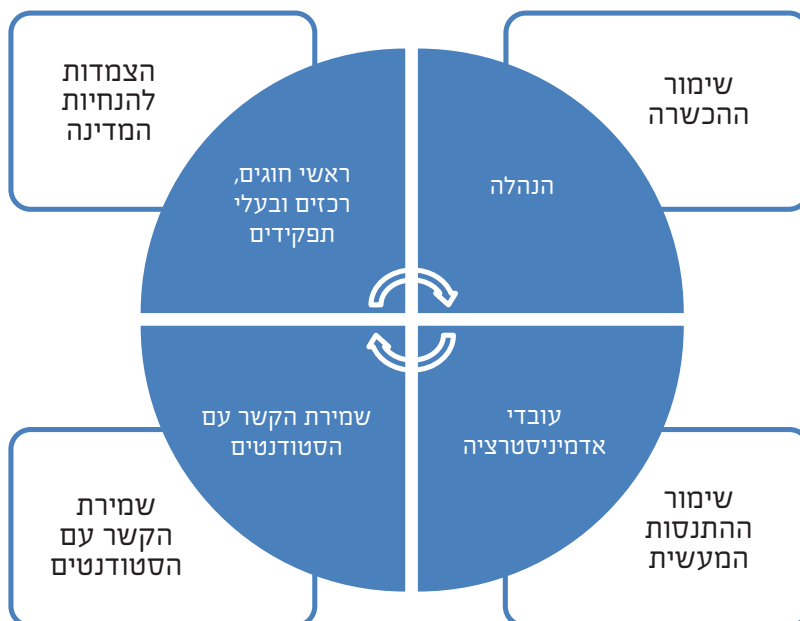 שימור
ההכשרה
הנהלה
הצמדות
להנחיות
המדינה
ראשי חוגים,
רכזים ובעלי
תפקידים
עובדי
אדמיניסטרציה
שימור
ההתנסות
המעשית
שמירת הקשר עם
הסטודנטים
שמירת
הקשר עם
הסטודנטים